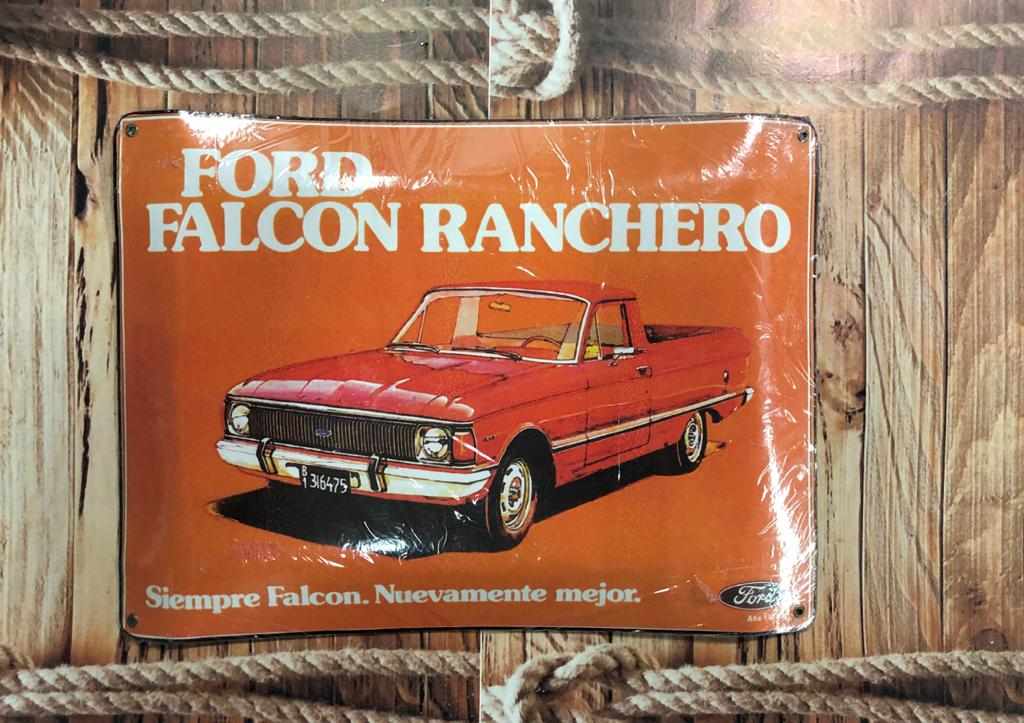 FORD
FALCON RANCHERO
B 316475
1
Siempre Falcon. Nuevamente mejor.
Ford